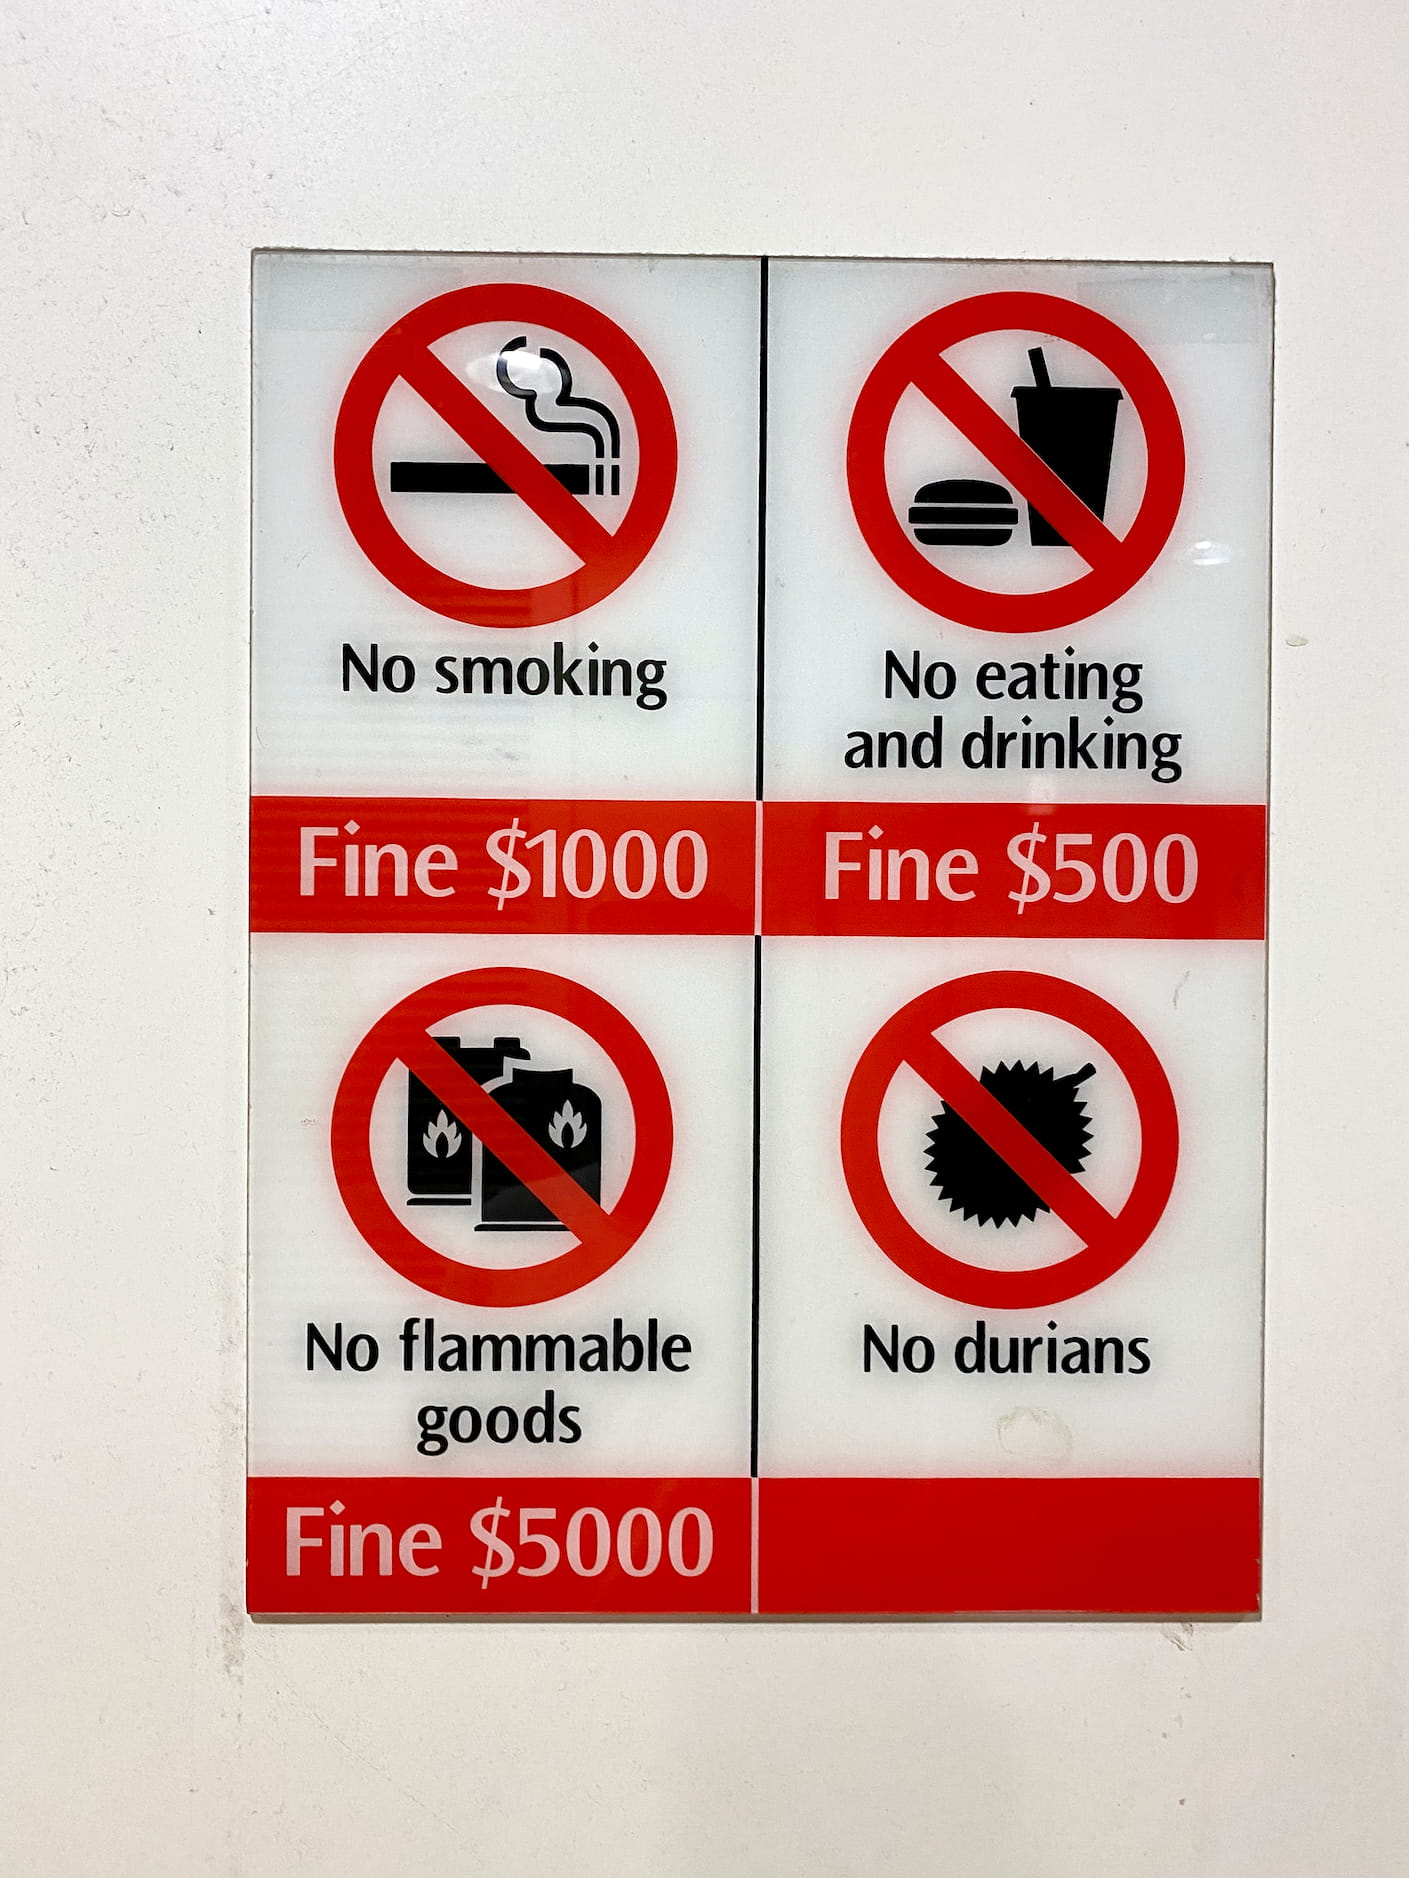 No smoking
Fine $1000
No eating
and drinking
Fine $500
No flammable
goods
Fine $5000
No durians